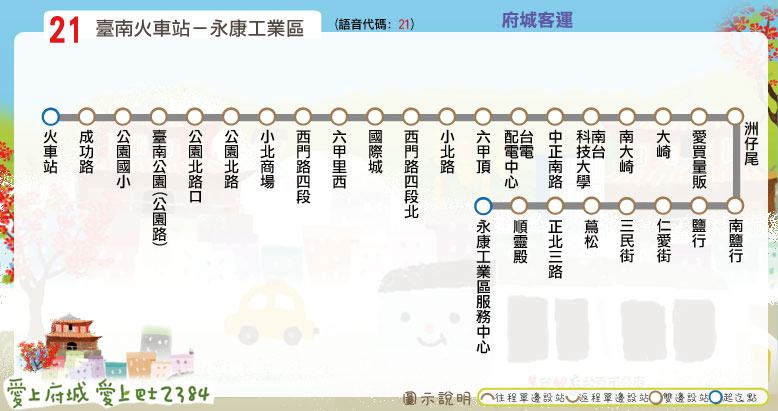 21 臺南火車站－永康工業區 （語音代碼：21） 府城客運
火車站
成功路
公園國小
臺南公園（公園路）
公園北路口
公園北路
小北商場
西門路四段
六甲里西
國際城
西門路四段北
小北路
六甲頂
台電
配電中心
中正南路
南台
科技大學
南大崎
大崎
愛買量販
洲仔尾
南鹽行
鹽行
仁愛街
三民街
蔦松
正北三路
順靈殿
永康工業區服務中心
愛上府城 愛上巴士2384
圖示說明 往程單邊設站 返程單邊設站 雙邊設站 起迄點